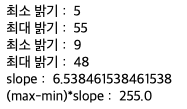 최소 밝기 :  5
최대 밝기 :  55
최소 밝기 :  9
최대 밝기 :  48
slope :  6.538461538461538
(max-min)*slope :  255.0